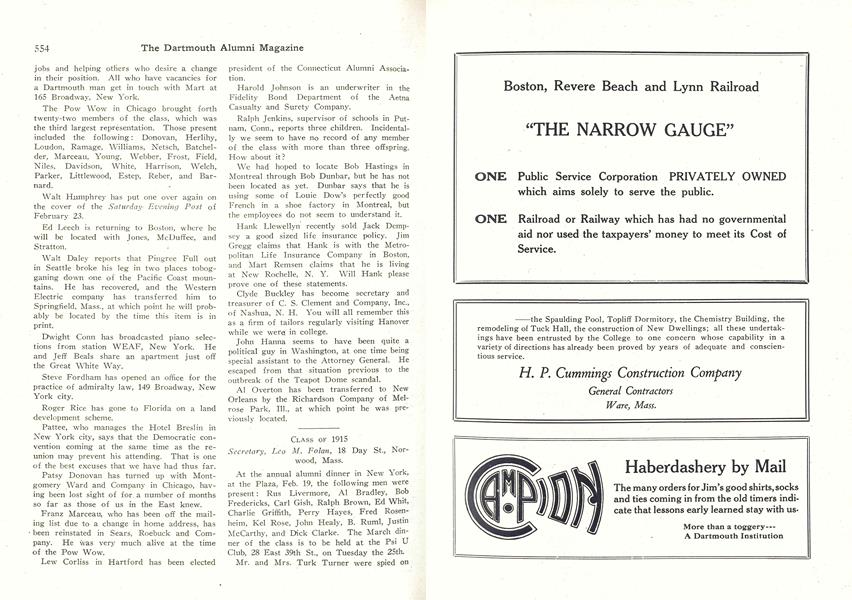 554
The Dartmouth Alumni Magazine
jobs and helping others who desire a change
in their position. All who have vacancies for
a Dartmouth man get in touch with Mart at
165 Broadway, New York.
The Pow Wow in Chicago brought forth
twenty-two members of the class, which was
the third largest representation. Those present
included the following: Donovan, Herlihy,
Loudon, Ramage, Williams, Netsch, Batchel-
der, Marceau, Young, Webber, Frost, Field,
Niles, Davidson, White, Harrison, Welch,
Parker, Littlewood, Estep, Reber, and Bar-
nard.
Walt Humphrey has put one over again on
the cover of the Saturday Evening Post of
February 23.
Ed Leech is returning to Boston, where he
will be located with Jones, McDuffee, and
Stratton.
Walt Daley reports that Pingree Full out
in Seattle broke his leg in two places tobog-
ganing down one of the Pacific Coast moun-
tains. He has recovered, and the Western
Electric company has transferred him to
Springfield, Mass., at which point he will prob-
ably be located by the time this item is in
print.
Dwight Conn has broadcasted piano selec-
tions from station WEAF, New York. He
and Jeff Beals share an apartment just off
the Great White Way.
Steve Fordham has opened an office for the
practice of admiralty law, 149 Broadway, New
York city.
Roger Rice has gone to Florida on a land
development scheme.
Pattee, who manages the Hotel Breslin in
New York city, says that the Democratic con-
vention coming at the same time as the re-
union may prevent his attending. That is one
of the best excuses that we have had thus far.
Patsy Donovan has turned up with Mont-
gomery Ward and Company in Chicago, hav-
ing been lost sight of for a number of months
so far as those of us in the East knew.
Franz Marceau, who has been off the mail-
ing list due to a change in home address, has
been reinstated in Sears, Roebuck and Com-
pany. He was very much alive at the time
of the Pow Wow.
Lew Corliss in Hartford has been elected
president of the Connecticut Alumni Associa-
tion.
Harold Johnson is an underwriter in the
Fidelity Bond Department of the Aetna
Casualty and Surety Company.
Ralph Jenkins, supervisor of schools in Put-
nam, Conn., reports three children. Incidental-
ly we seem to have no record of any member
of the class with more than three offspring.
How about it?
We had hoped to locate Bob Hastings in
Montreal through Bob Dunbar, but he has not
been located as yet. Dunbar says that he is
using some of Louie Dow's perfectly good
French in a shoe factory in Montreal, but
the employees do not seem to understand it.
Hank Llewellyn recently sold Jack Demp-
sey a good sized life insurance policy. Jim
Gregg claims that Hank is with the Metro-
politan Life Insurance Company in Boston,
and Mart Remsen claims that he is living
at New Rochelle, N. Y. Will Hank please
prove one of these statements.
Clyde Buckley has become secretary and
treasurer of C. S. Clement and Company, Inc.,
of Nashua, N. H. You will all remember this
as a firm of tailors regularly visiting Hanover
while we were in college.
John Hanna seems to have been quite a
political guy in Washington, at one time being
special assistant to the Attorney General. He
escaped from that situation previous to the
outbreak of the Teapot Dome scandal.
Al Overton has been transferred to New
Orleans by the Richardson Company of Mel-
rose Park, Ill., at which point he was pre-
viously located.
CLASS OF 1915
Secretary, Leo M. Folan, 18 Day St., Nor-
wood, Mass.
At the annual alumni dinner in New York,
at the Plaza, Feb. 19, the following men were
present: Rus Livermore, Al Bradley, Bob
Fredericks, Carl Gish, Ralph Brown, Ed Whit,
Charlie Griffith, Perry Hayes, Fred Rosen-
heim, Kel Rose, John Healy, B. Ruml, Justin
McCarthy, and Dick Clarke. The March din-
ner of the class is to be held at the Psi U
Club, 28 East 39th St., on Tuesday the 25th.
Mr. and Mrs. Turk Turner were spied on
Boston, Revere Beach and Lynn Railroad
"THE NARROW GAUGE"
ONE Public Service Corporation PRIVATELY OWNED
which aims solely to serve the public.
ONE Railroad or Railway which has had no governmental
aid nor used the taxpayers' money to meet its Cost of
Service.
—the Spaulding Pool, Topliff Dormitory, the Chemistry Building, the
remodeling of Tuck Hall, the construction of New Dwellings; all these undertak-
ings have been entrusted by the College to one concern whose capability in a
variety of directions has already been proved by years of adequate and conscien-
tious service.
H. P. Cummings Construction Company
General Contractors
Ware, Mass.
CAMPION
Haberdashery by Mail
The many orders for Jim's good shirts, socks
and ties coming in from the old timers indi-
cate that lessons early learned stay with us.
More than a toggery---
A Dartmouth Institution